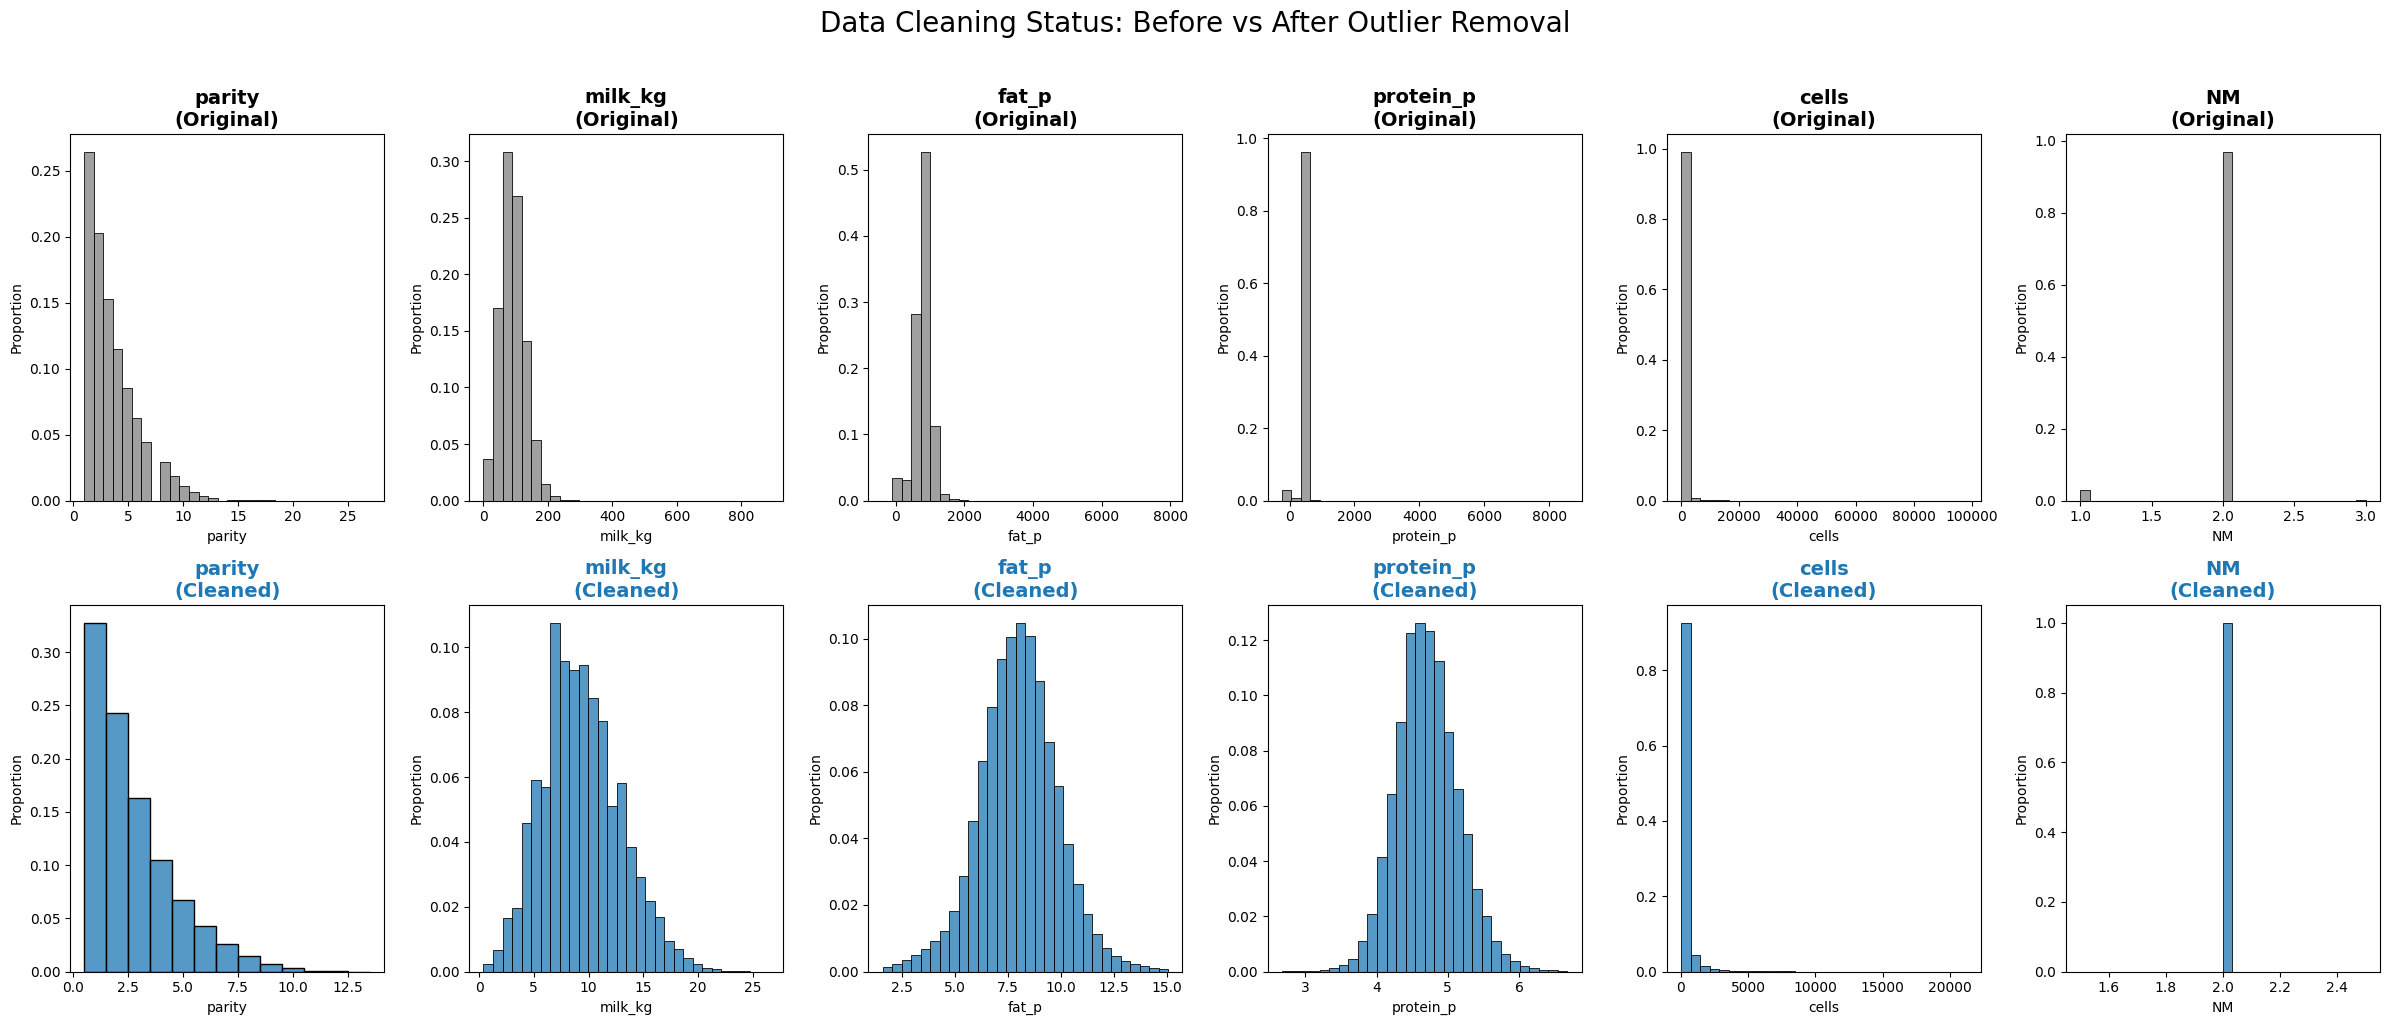 Data Cleaning Status: Before vs After Outlier Removal
parity
(Original)
Proportion
0.25
0.20
0.15
0.10
0.05
0.00
0 5 10 15 20 25
parity
milk_kg
(Original)
Proportion
0.30
0.25
0.20
0.15
0.10
0.05
0.00
0 200 400 600 800
milk_kg
fat_p
(Original)
Proportion
0.5
0.4
0.3
0.2
0.1
0.0
0 2000 4000 6000 8000
fat_p
protein_p
(Original)
Proportion
1.0
0.8
0.6
0.4
0.2
0.0
0 2000 4000 6000 8000
protein_p
cells
(Original)
Proportion
1.0
0.8
0.6
0.4
0.2
0.0
0 20000 40000 60000 80000 100000
cells
NM
(Original)
Proportion
1.0
0.8
0.6
0.4
0.2
0.0
1.0 1.5 2.0 2.5 3.0
NM
parity
(Cleaned)
Proportion
0.30
0.25
0.20
0.15
0.10
0.05
0.00
0.0 2.5 5.0 7.5 10.0 12.5
parity
milk_kg
(Cleaned)
Proportion
0.10
0.08
0.06
0.04
0.02
0.00
0 5 10 15 20 25
milk_kg
fat_p
(Cleaned)
Proportion
0.10
0.08
0.06
0.04
0.02
0.00
2.5 5.0 7.5 10.0 12.5 15.0
fat_p
protein_p
(Cleaned)
Proportion
0.12
0.10
0.08
0.06
0.04
0.02
0.00
3 4 5 6
protein_p
cells
(Cleaned)
Proportion
0.8
0.6
0.4
0.2
0.0
0 5000 10000 15000 20000
cells
NM
(Cleaned)
Proportion
1.0
0.8
0.6
0.4
0.2
0.0
1.6 1.8 2.0 2.2 2.4
NM